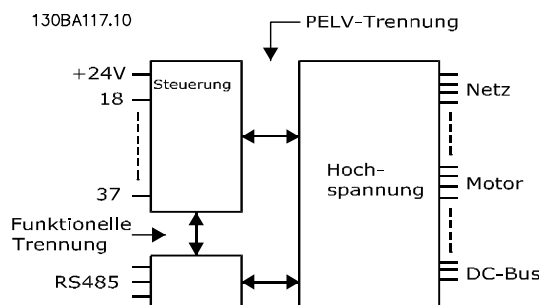 130BA117.10
PELV-Trennung
+24V
Steuerung
18
Netz
Hoch-
spannung
37
Motor
Funktionelle
Trennung
RS485
DC-Bus